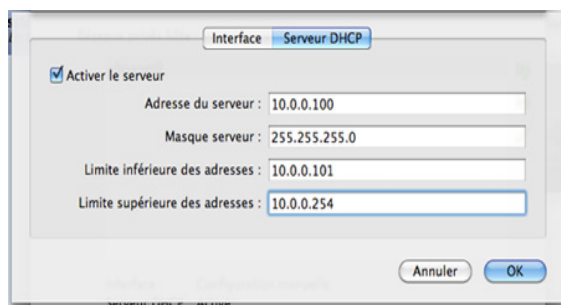 Interface Serveur DHCP
Activer le serveur
Adresse du serveur : 10.0.0.100
Masque serveur : 255.255.255.0
Limite inférieure des adresses : 10.0.0.101
Limite supérieure des adresses : 10.0.0.254
Annuler OK